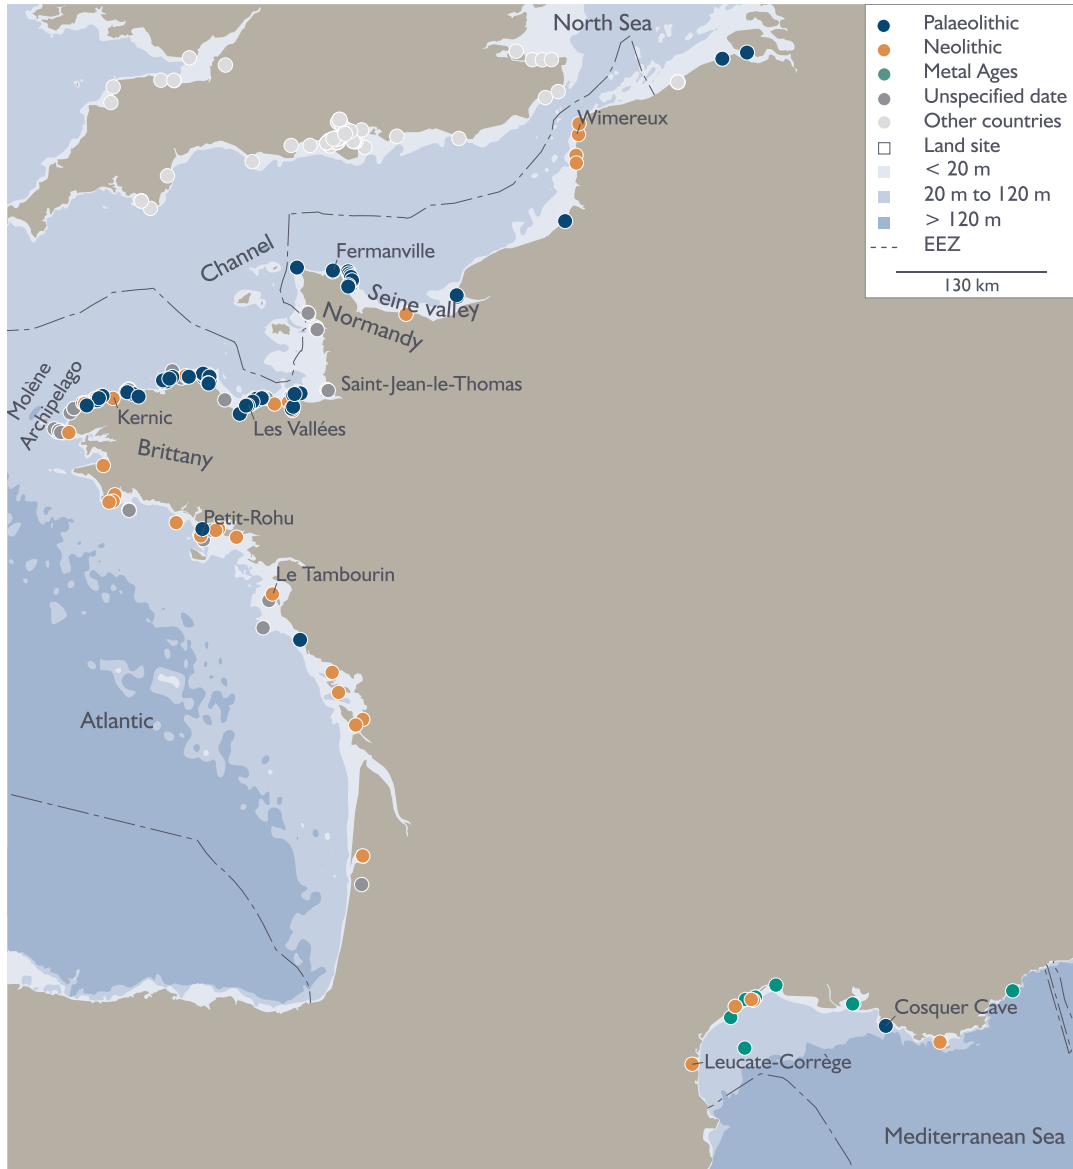 North Sea
Palaeolithic
Neolithic
Metal Ages
Unspecified date
Other countries
Land site
< 20 m
20 m to 120 m
> 120 m
EEZ
130 km
Wimereux
Channel
Fermanville
Seine valley
Normandy
Molène
Archipelago
Saint-Jean-le-Thomas
Kernic
Les Vallées
Brittany
Petit-Rohu
Le Tambourin
Atlantic
Cosquer Cave
Leucate-Corrège
Mediterranean Sea